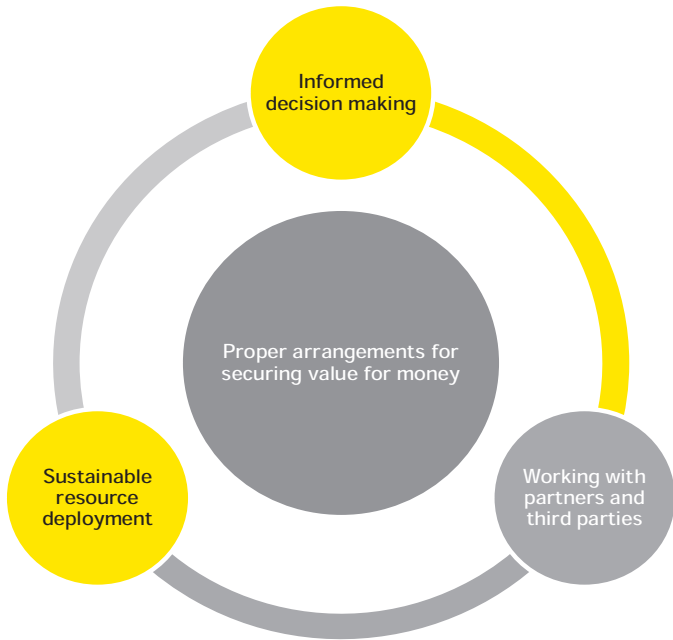 Informed
decision making
Proper arrangements for
securing value for money
Sustainable
resource
deployment
Working with
partners and
third parties